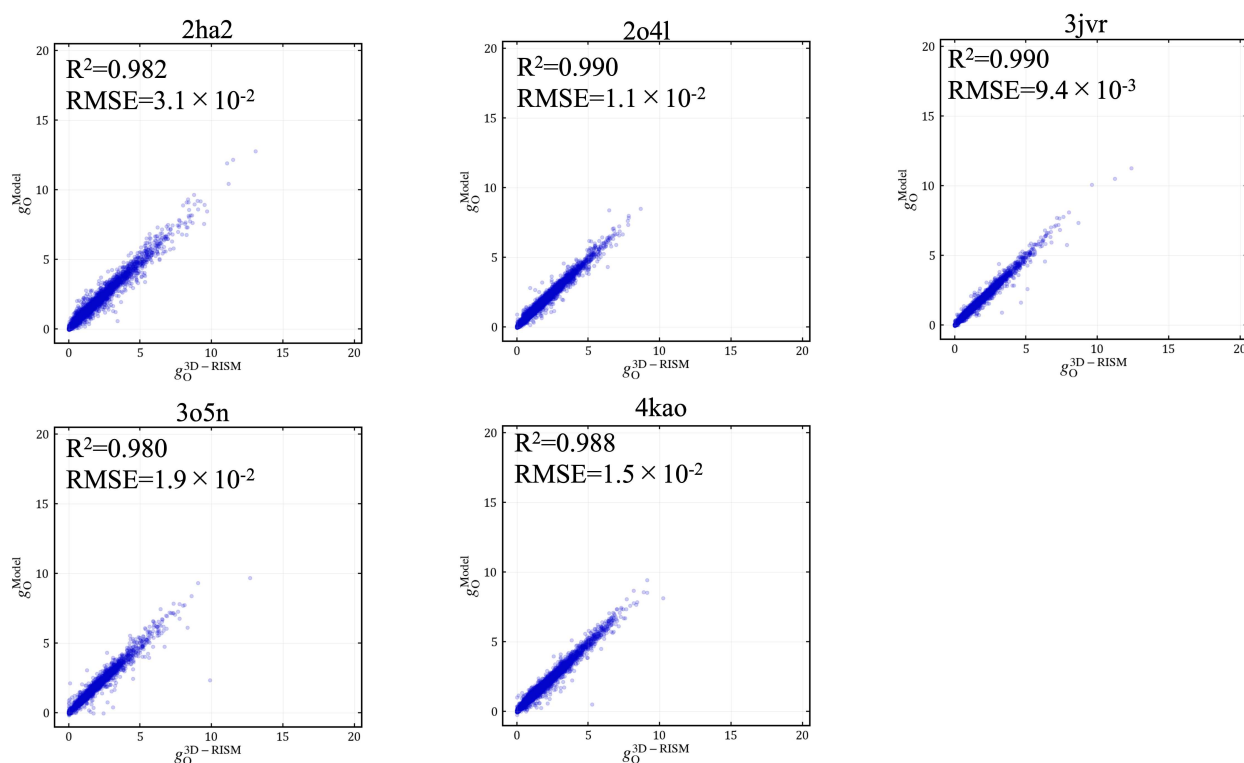 2ha2
R²=0.982
RMSE=3.1×10⁻²
20
15
10
5
0
0 5 10 15 20
g_O^Model
g_O^3D−RISM
2o4l
R²=0.990
RMSE=1.1×10⁻²
20
15
10
5
0
0 5 10 15 20
g_O^Model
g_O^3D−RISM
3jvr
R²=0.990
RMSE=9.4×10⁻³
20
15
10
5
0
0 5 10 15 20
g_O^Model
g_O^3D−RISM
3o5n
R²=0.980
RMSE=1.9×10⁻²
20
15
10
5
0
0 5 10 15 20
g_O^Model
g_O^3D−RISM
4kao
R²=0.988
RMSE=1.5×10⁻²
20
15
10
5
0
0 5 10 15 20
g_O^Model
g_O^3D−RISM